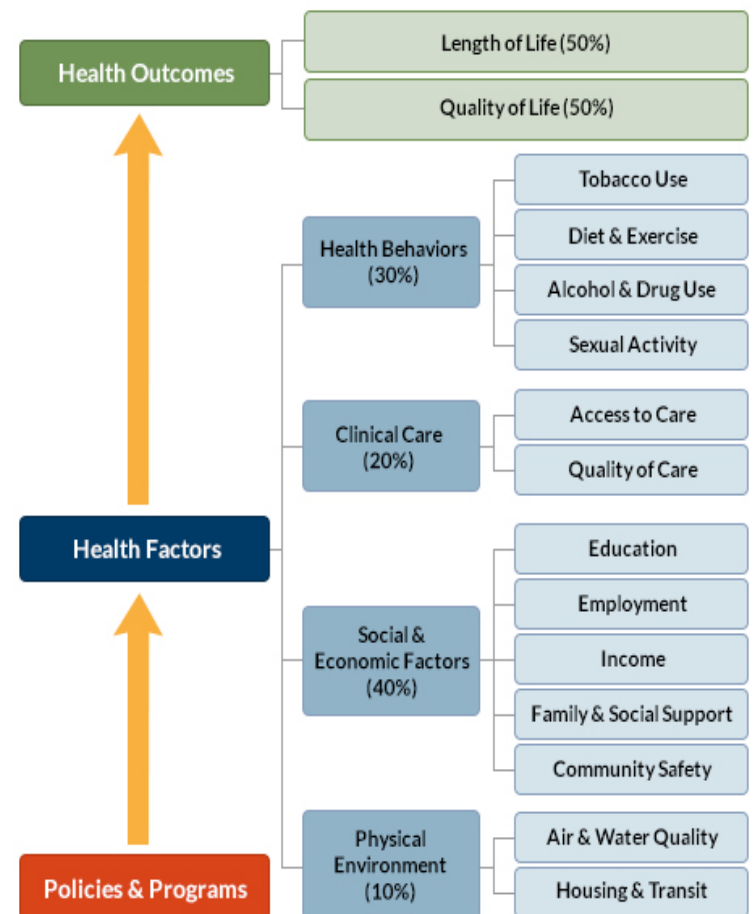 Health Outcomes
Length of Life (50%)
Quality of Life (50%)
Health Factors
Health Behaviors
(30%)
Tobacco Use
Diet & Exercise
Alcohol & Drug Use
Sexual Activity
Clinical Care
(20%)
Access to Care
Quality of Care
Social &
Economic Factors
(40%)
Education
Employment
Income
Family & Social Support
Community Safety
Physical
Environment
(10%)
Air & Water Quality
Housing & Transit
Policies & Programs